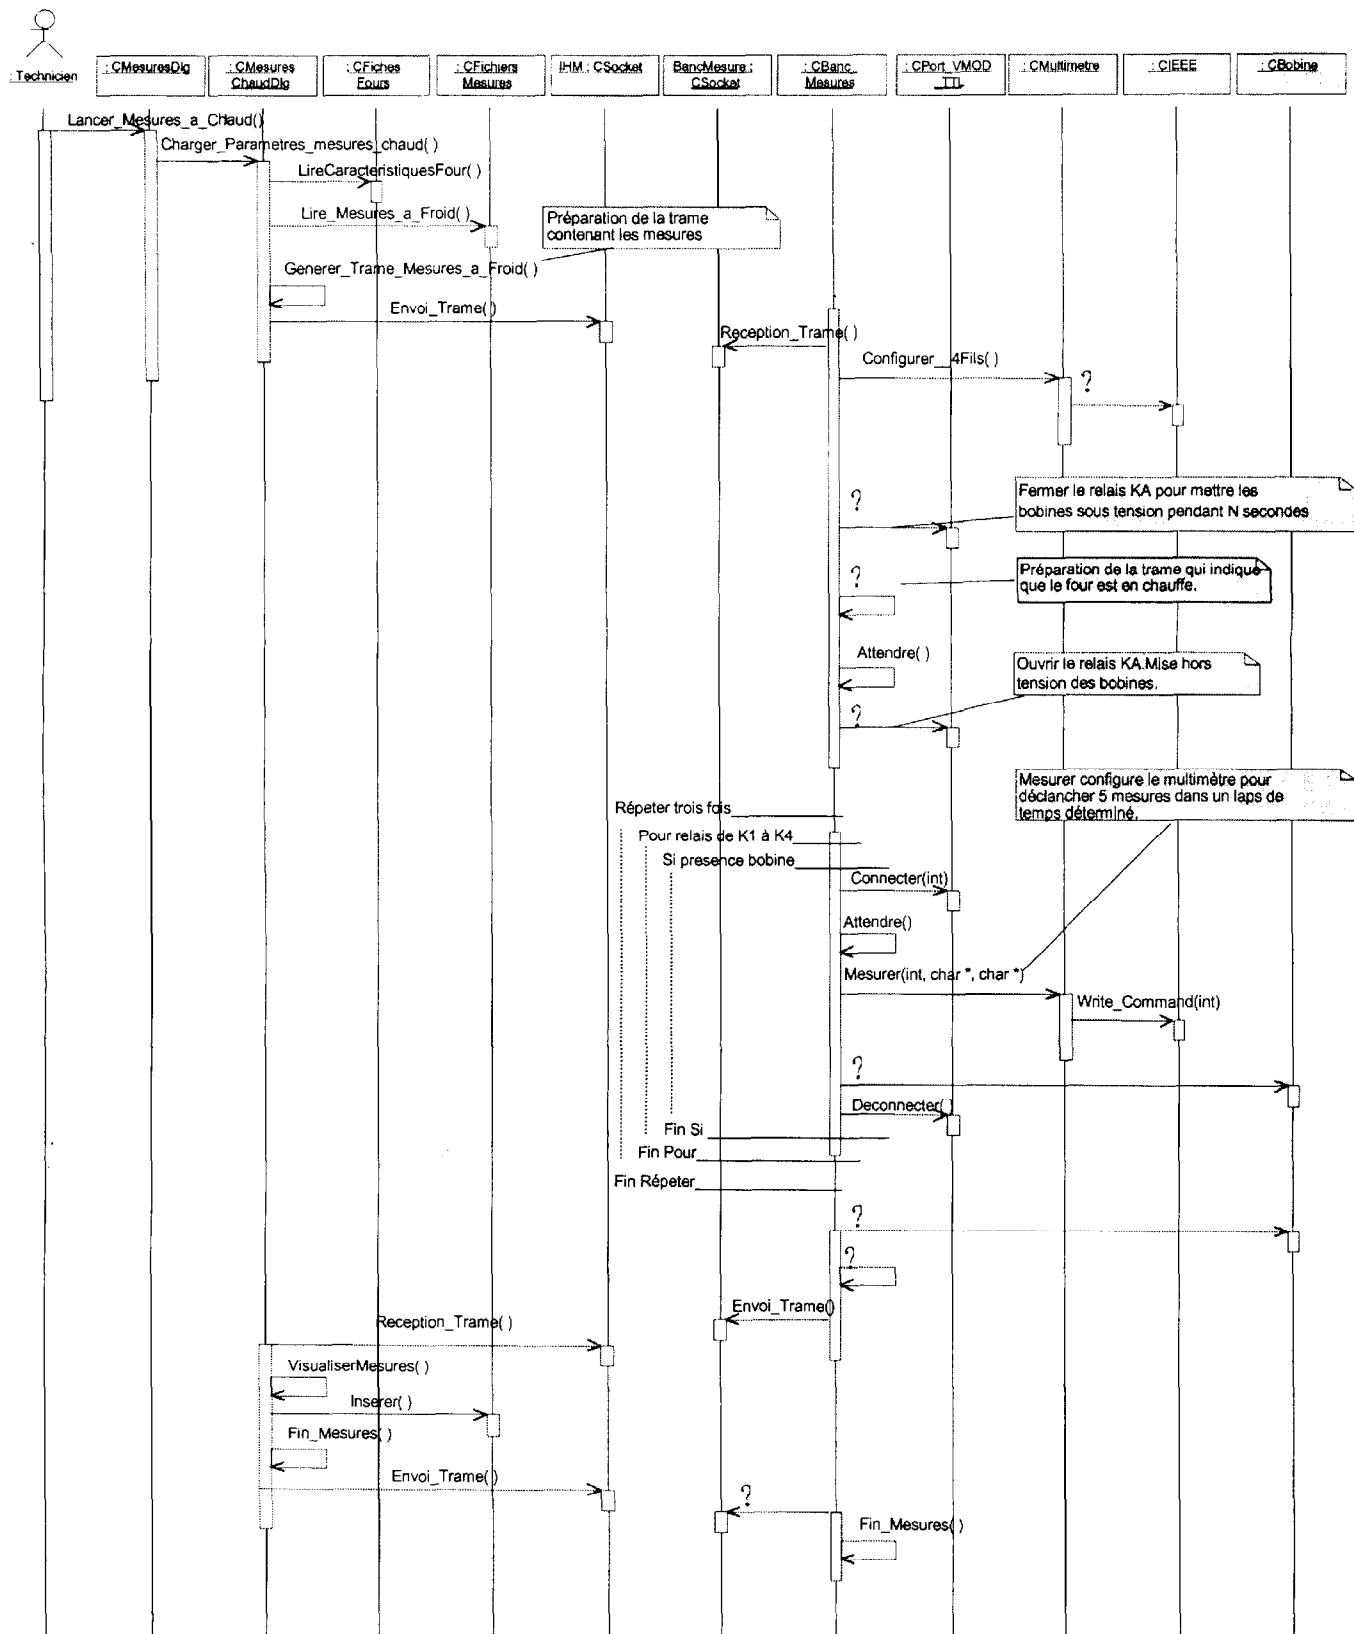 : Technicien
: CMesuresDlg
: CMesures
ChaudDlg
: CFiches
Fours
: CFichiers
Mesures
IHM : CSocket
BancMesure :
CSocket
: CBanc
Mesures
: CPort_VMOD
_TTL
: CMultimetre
: CIEEE
: CBobine
Lancer_Mesures_a_Chaud()
Charger_Parametres_mesures_chaud( )
LireCaracteristiquesFour( )
Lire_Mesures_a_Froid( )
Préparation de la trame
contenant les mesures
Generer_Trame_Mesures_a_Froid( )
Envoi_Trame( )
Reception_Trame( )
Configurer__4Fils( )
?
Fermer le relais KA pour mettre les
bobines sous tension pendant N secondes
?
Préparation de la trame qui indique
que le four est en chauffe.
?
Attendre( )
Ouvrir le relais KA.Mise hors
tension des bobines.
?
Mesurer configure le multimètre pour
déclancher 5 mesures dans un laps de
temps déterminé.
Répeter trois fois
Pour relais de K1 à K4
Si presence bobine
Connecter(int)
Attendre()
Mesurer(int, char *, char *)
Write_Command(int)
?
Deconnecter( )
Fin Si
Fin Pour
Fin Répeter
?
?
Envoi_Trame()
Reception_Trame( )
VisualiserMesures( )
Inserer( )
Fin_Mesures( )
Envoi_Trame( )
?
Fin_Mesures( )